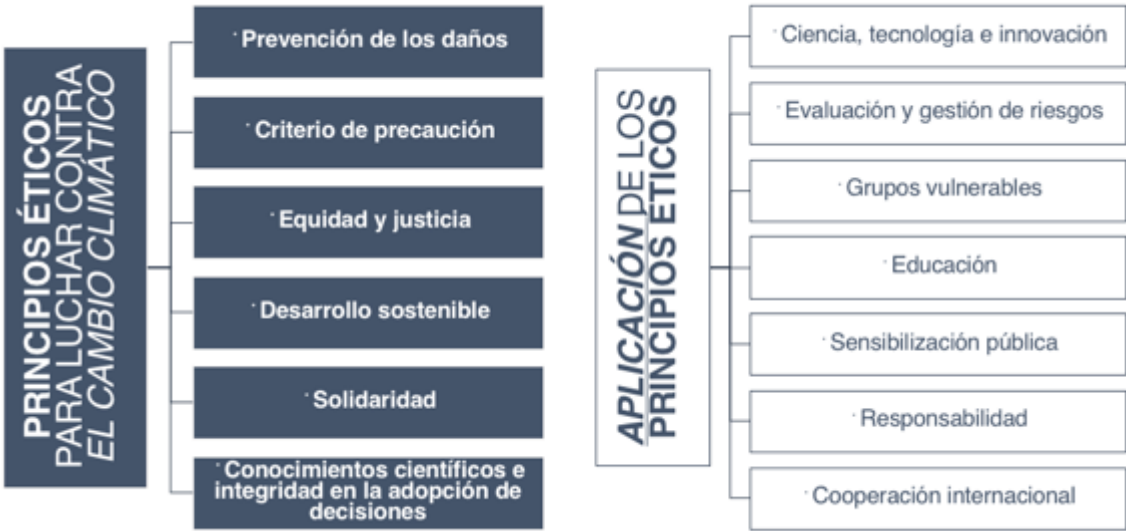 PRINCIPIOS ÉTICOS
PARA LUCHAR CONTRA
EL CAMBIO CLIMÁTICO
· Prevención de los daños
· Criterio de precaución
· Equidad y justicia
· Desarrollo sostenible
· Solidaridad
· Conocimientos científicos e
integridad en la adopción de
decisiones
APLICACIÓN DE LOS
PRINCIPIOS ÉTICOS
· Ciencia, tecnología e innovación
· Evaluación y gestión de riesgos
· Grupos vulnerables
· Educación
· Sensibilización pública
· Responsabilidad
· Cooperación internacional